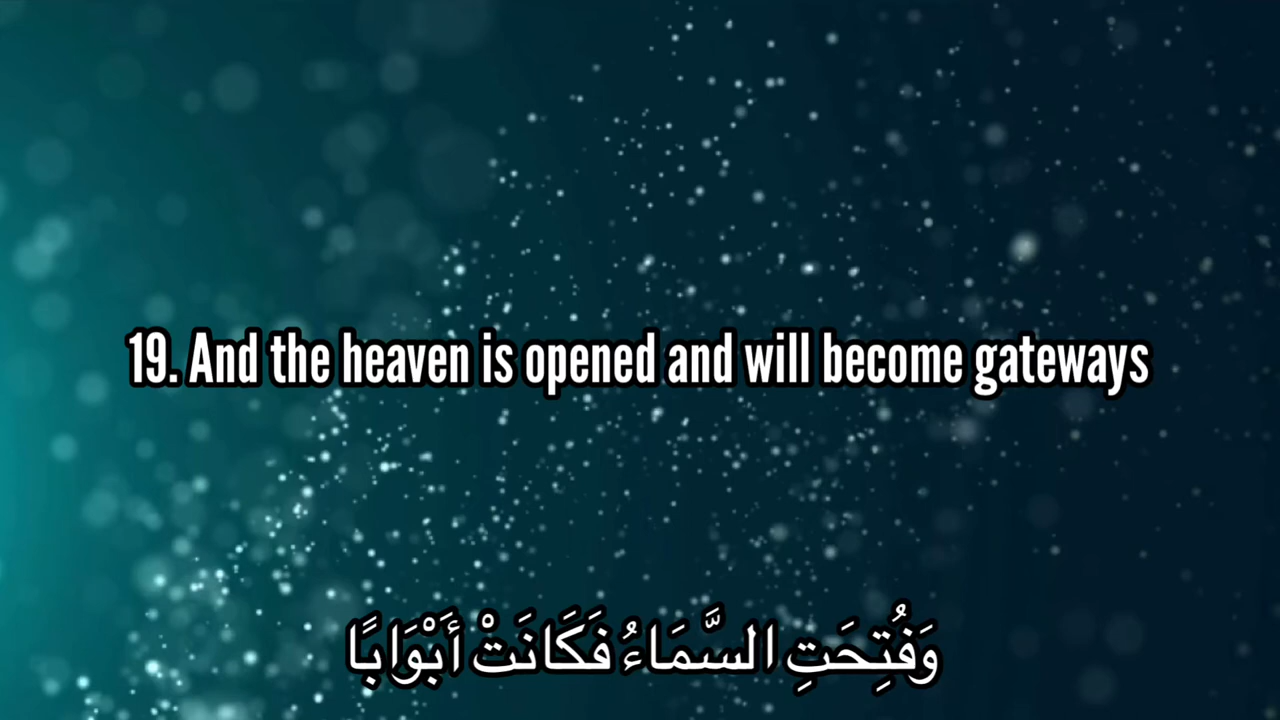 19. And the heaven is opened and will become gateways
وَفُتِحَتِ السَّمَاءُ فَكَانَتْ أَبْوَابًا